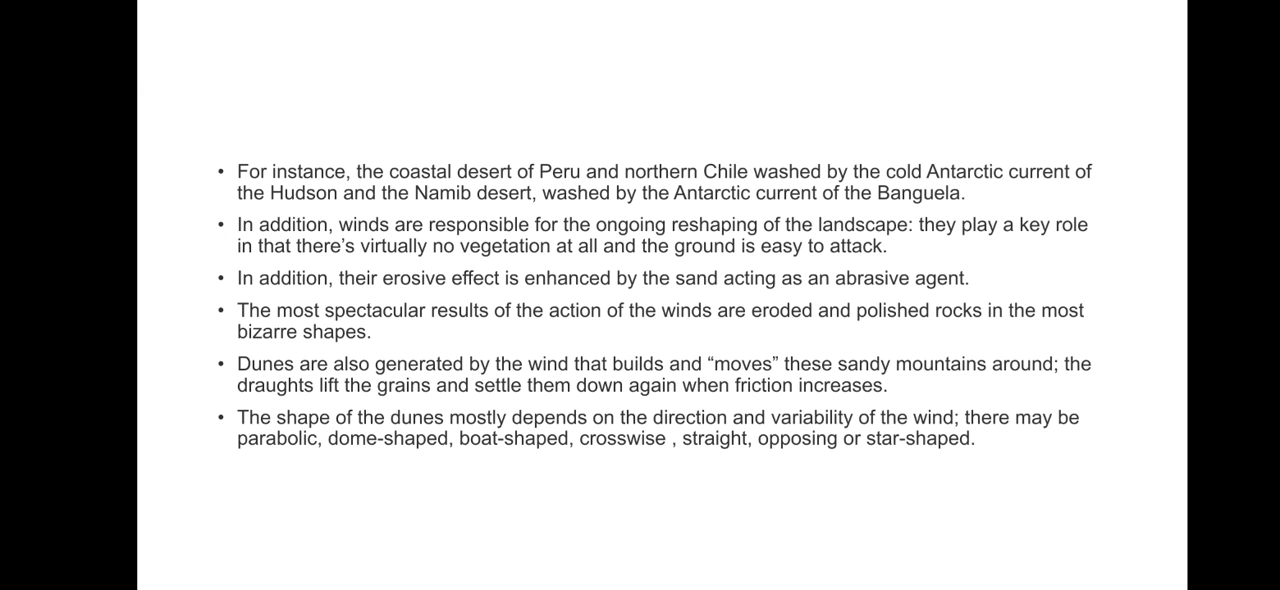 • For instance, the coastal desert of Peru and northern Chile washed by the cold Antarctic current of
the Hudson and the Namib desert, washed by the Antarctic current of the Banguela.
• In addition, winds are responsible for the ongoing reshaping of the landscape: they play a key role
in that there’s virtually no vegetation at all and the ground is easy to attack.
• In addition, their erosive effect is enhanced by the sand acting as an abrasive agent.
• The most spectacular results of the action of the winds are eroded and polished rocks in the most
bizarre shapes.
• Dunes are also generated by the wind that builds and “moves” these sandy mountains around; the
draughts lift the grains and settle them down again when friction increases.
• The shape of the dunes mostly depends on the direction and variability of the wind; there may be
parabolic, dome-shaped, boat-shaped, crosswise , straight, opposing or star-shaped.